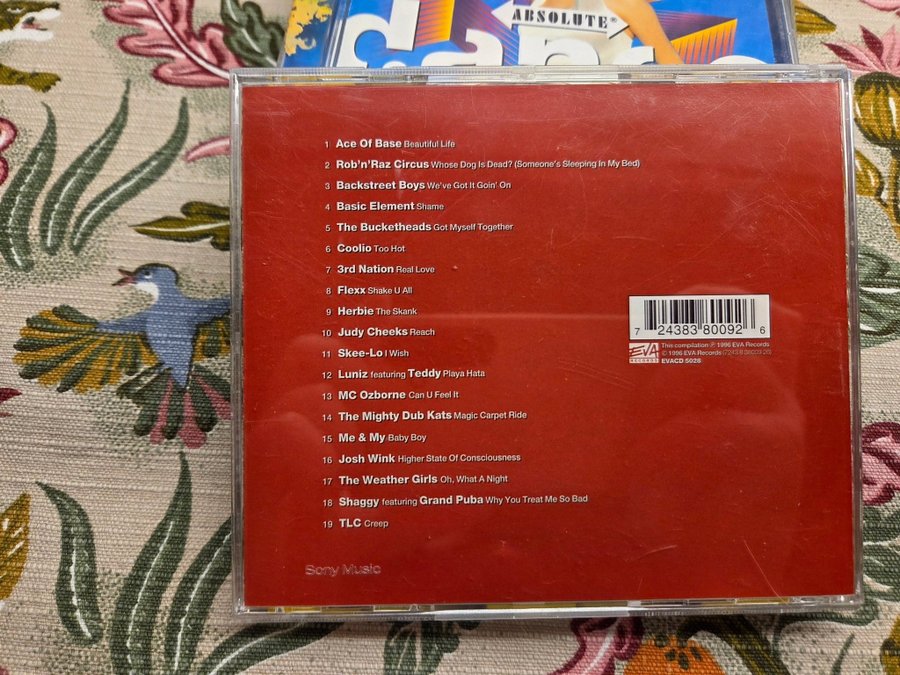 ABSOLUTE®
dance
1 Ace Of Base Beautiful Life
2 Rob'n'Raz Circus Whose Dog Is Dead? (Someone's Sleeping In My Bed)
3 Backstreet Boys We've Got It Goin' On
4 Basic Element Shame
5 The Bucketheads Got Myself Together
6 Coolio Too Hot
7 3rd Nation Real Love
8 Flexx Shake U All
9 Herbie The Skank
10 Judy Cheeks Reach
11 Skee-Lo I Wish
12 Luniz featuring Teddy Playa Hata
13 MC Ozborne Can U Feel It
14 The Mighty Dub Kats Magic Carpet Ride
15 Me & My Baby Boy
16 Josh Wink Higher State Of Consciousness
17 The Weather Girls Oh, What A Night
18 Shaggy featuring Grand Puba Why You Treat Me So Bad
19 TLC Creep
7 24383 80092 6
EVA RECORDS
This compilation ℗ 1996 EVA Records
© 1996 EVA Records (7243 8 38009 26)
EVACD 5028
Sony Music